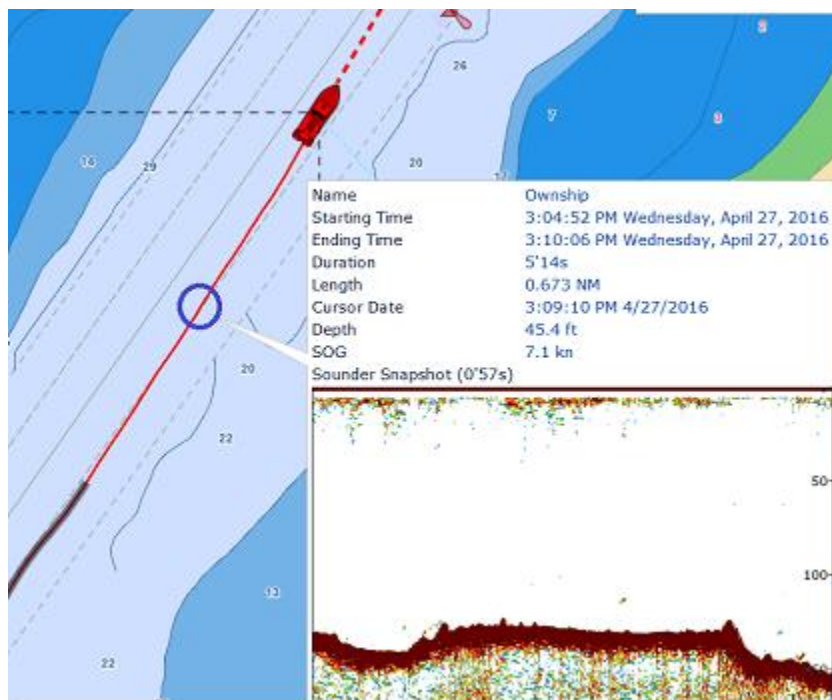 2
26
7
3
14
29
20
Name Ownship
Starting Time 3:04:52 PM Wednesday, April 27, 2016
Ending Time 3:10:06 PM Wednesday, April 27, 2016
Duration 5'14s
Length 0.673 NM
Cursor Date 3:09:10 PM 4/27/2016
Depth 45.4 ft
SOG 7.1 kn
Sounder Snapshot (0'57s)
20
22
50
100
13
22